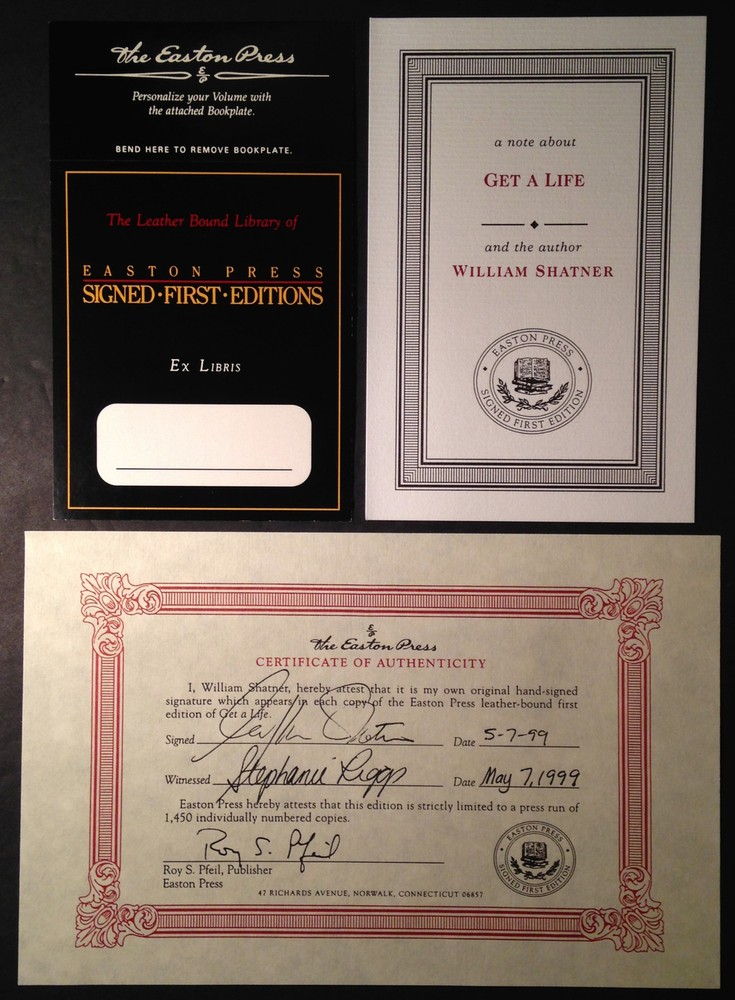 The Easton Press
E
P
Personalize your Volume with
the attached Bookplate.
BEND HERE TO REMOVE BOOKPLATE.
The Leather Bound Library of
EASTON PRESS
SIGNED·FIRST·EDITIONS
EX LIBRIS
a note about
GET A LIFE
and the author
WILLIAM SHATNER
EASTON PRESS
SIGNED FIRST EDITION
E
P
The Easton Press
CERTIFICATE OF AUTHENTICITY
I, William Shatner, hereby attest that it is my own original hand-signed
signature which appears in each copy of the Easton Press leather-bound first
edition of Get a Life.
Signed William Shatner Date 5-7-99
Witnessed Stephanie Riggs Date May 7, 1999
Easton Press hereby attests that this edition is strictly limited to a press run of
1,450 individually numbered copies.
Roy S. Pfeil
Roy S. Pfeil, Publisher
Easton Press
EASTON PRESS
SIGNED FIRST EDITION
47 RICHARDS AVENUE, NORWALK, CONNECTICUT 06857